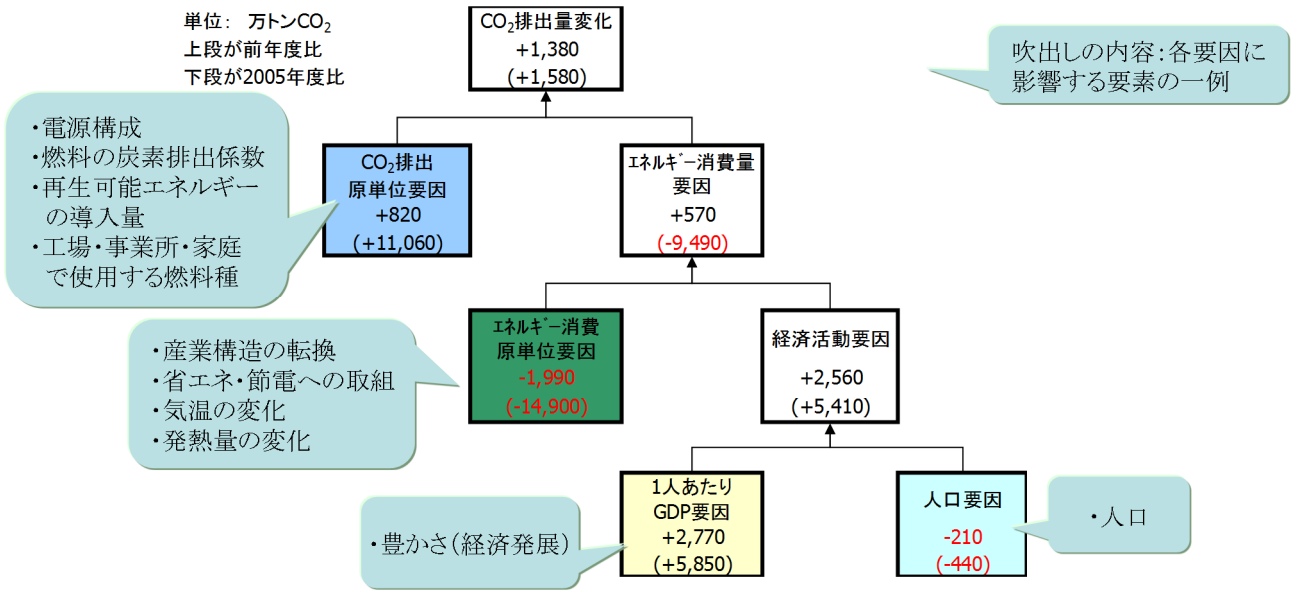 単位: 万トンCO₂
上段が前年度比
下段が2005年度比
CO₂排出量変化
+1,380
(+1,580)
吹出しの内容:各要因に
影響する要素の一例
・電源構成
・燃料の炭素排出係数
・再生可能エネルギー
の導入量
・工場・事業所・家庭
で使用する燃料種
CO₂排出
原単位要因
+820
(+11,060)
ｴﾈﾙｷﾞｰ消費量
要因
+570
(-9,490)
・産業構造の転換
・省エネ・節電への取組
・気温の変化
・発熱量の変化
ｴﾈﾙｷﾞｰ消費
原単位要因
-1,990
(-14,900)
経済活動要因
+2,560
(+5,410)
・豊かさ(経済発展)
1人あたり
GDP要因
+2,770
(+5,850)
人口要因
-210
(-440)
・人口